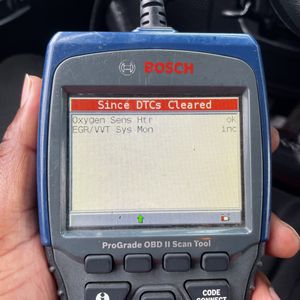 BOSCH
Since DTCs Cleared
Oxygen Sens Htr ok
EGR/VVT Sys Mon inc
ProGrade OBD II Scan Tool
CODE
CONNECT